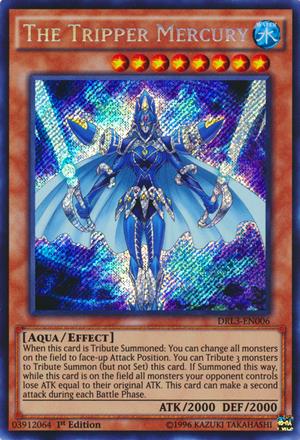 THE TRIPPER MERCURY
WATER
水
DRL3-EN006
[AQUA/EFFECT]
When this card is Tribute Summoned: You can change all monsters
on the field to face-up Attack Position. You can Tribute 3 monsters
to Tribute Summon (but not Set) this card. If Summoned this way,
while this card is on the field all monsters your opponent controls
lose ATK equal to their original ATK. This card can make a second
attack during each Battle Phase.
ATK/2000 DEF/2000
03912064 1st Edition ©1996 KAZUKI TAKAHASHI